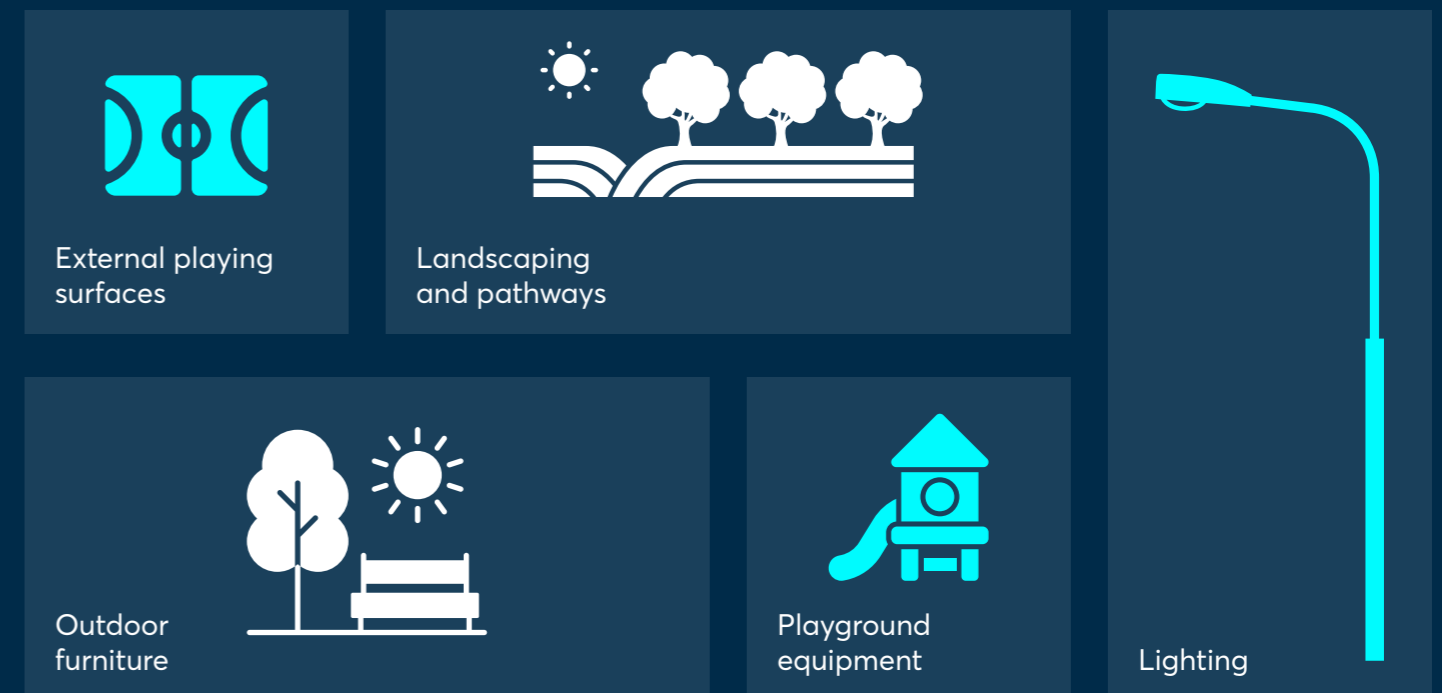 External playing
surfaces
Landscaping
and pathways
Outdoor
furniture
Playground
equipment
Lighting